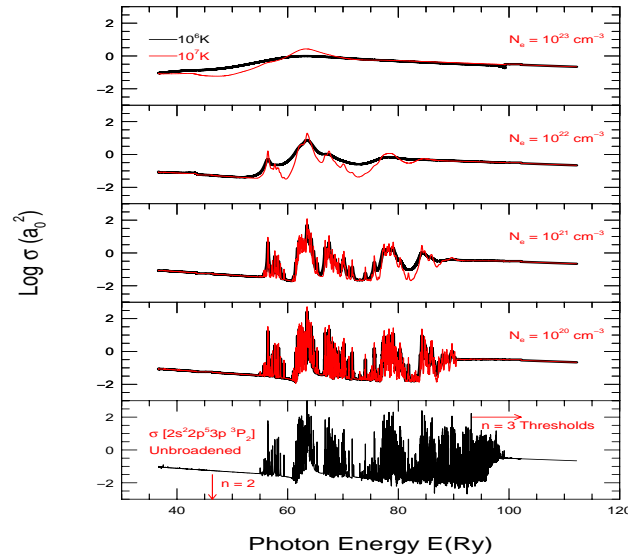 2
0
−2
10⁶K
10⁷K
Nₑ = 10²³ cm⁻³
2
0
−2
Nₑ = 10²² cm⁻³
2
0
−2
Nₑ = 10²¹ cm⁻³
2
0
−2
Nₑ = 10²⁰ cm⁻³
2
0
−2
σ [2s²2p⁵3p ³P₂]
Unbroadened
n = 2
n = 3 Thresholds
40
60
80
100
120
Log σ (a₀²)
Photon Energy E(Ry)